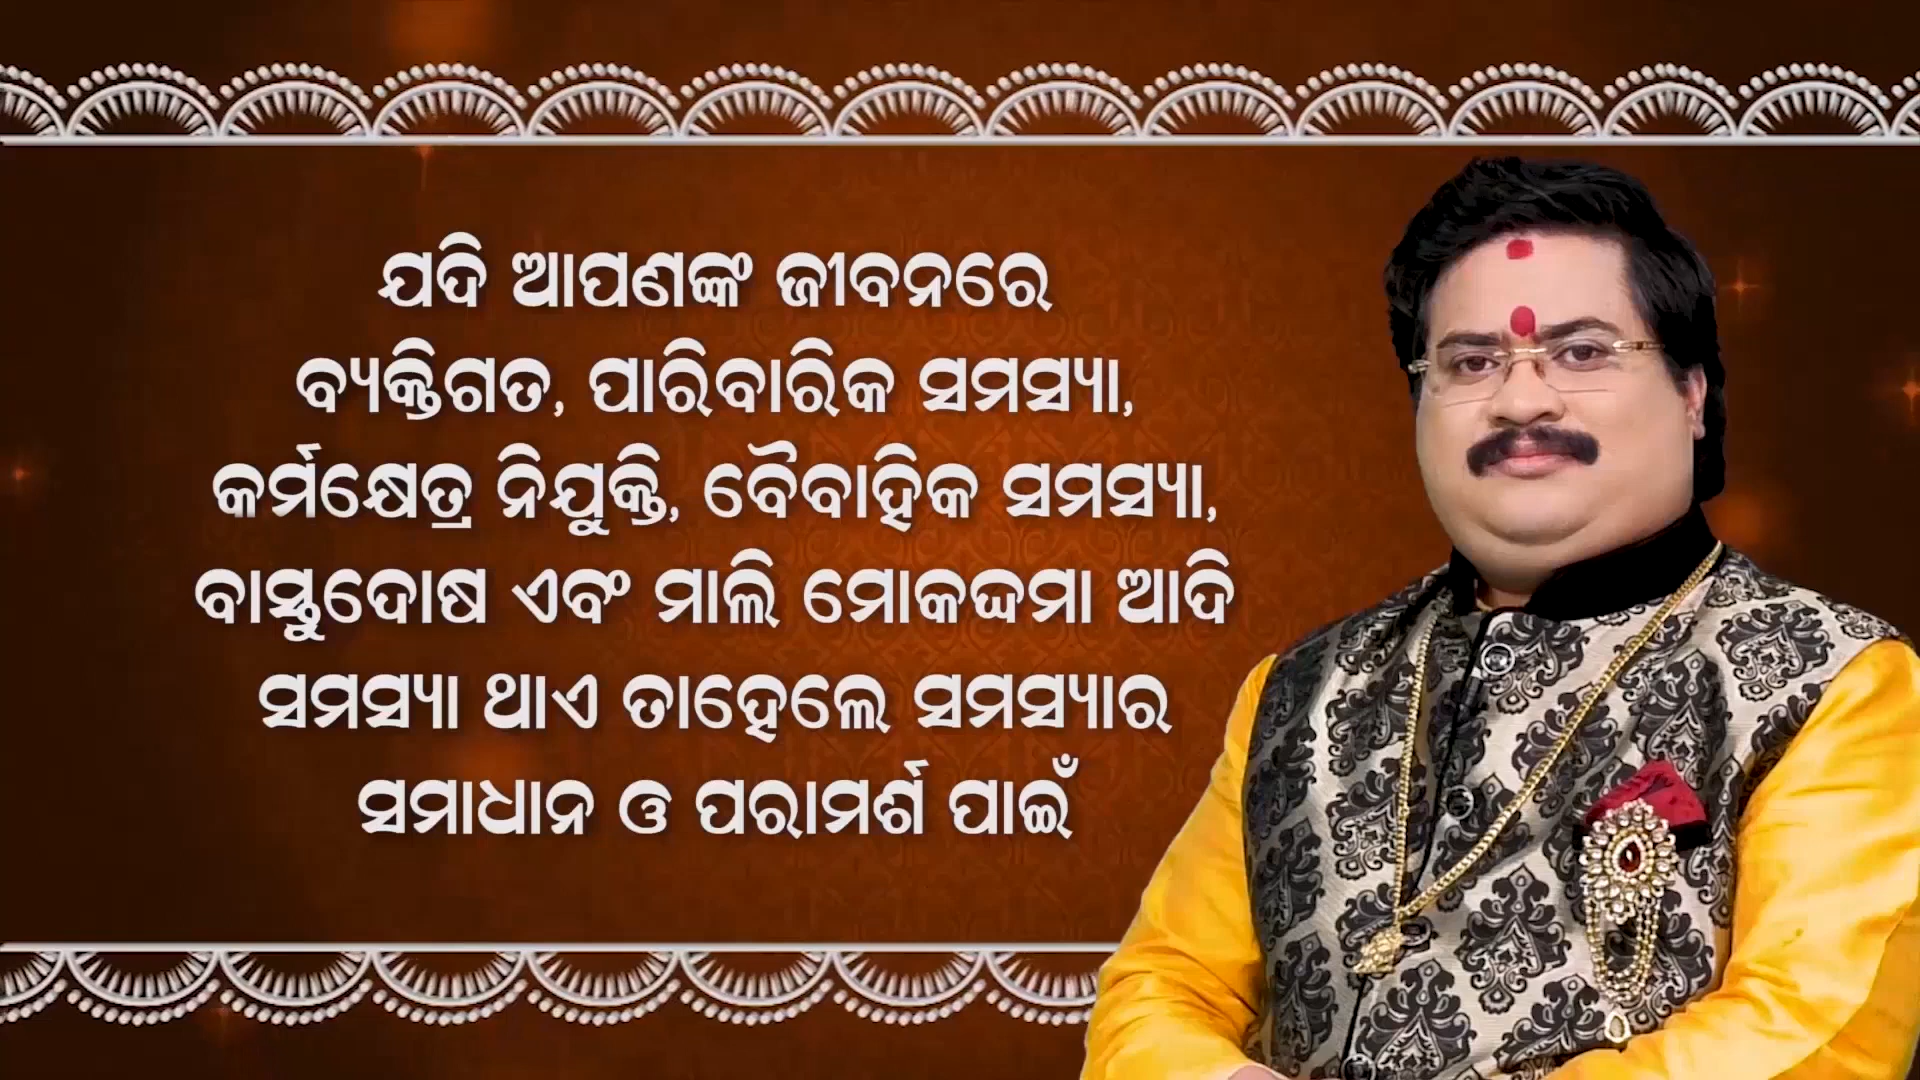 ଯଦି ଆପଣଙ୍କ ଜୀବନରେ
ବ୍ୟକ୍ତିଗତ, ପାରିବାରିକ ସମସ୍ୟା,
କର୍ମକ୍ଷେତ୍ର ନିଯୁକ୍ତି, ବୈବାହିକ ସମସ୍ୟା,
ବାସ୍ତୁଦୋଷ ଏବଂ ମାଲି ମୋକଦ୍ଦମା ଆଦି
ସମସ୍ୟା ଥାଏ ତାହେଲେ ସମସ୍ୟାର
ସମାଧାନ ଓ ପରାମର୍ଶ ପାଇଁ